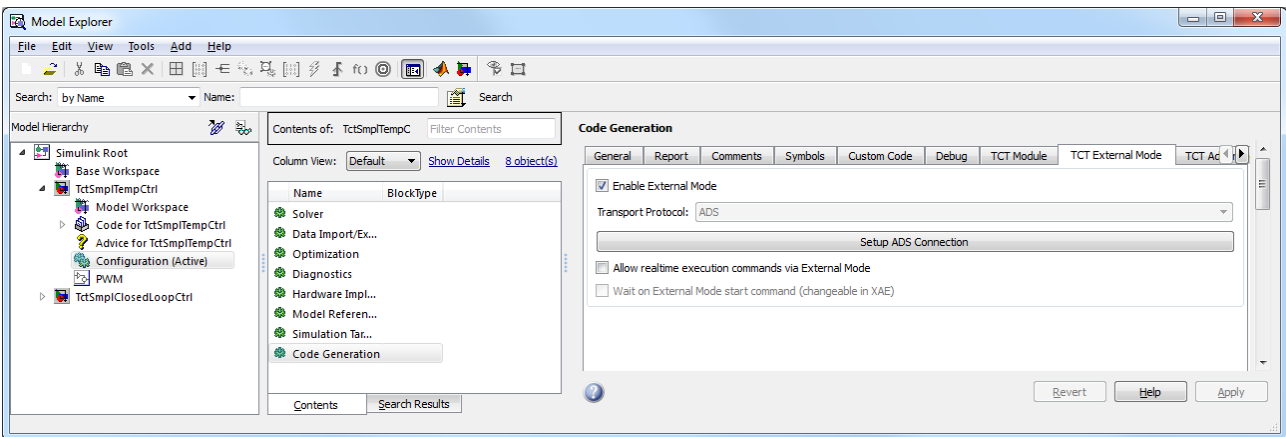 Model Explorer
File Edit View Tools Add Help
f()
Search: by Name Name: Search
Model Hierarchy
Simulink Root
Base Workspace
TctSmplTempCtrl
Model Workspace
Code for TctSmplTempCtrl
Advice for TctSmplTempCtrl
Configuration (Active)
PWM
TctSmplClosedLoopCtrl
Contents of: TctSmplTempC Filter Contents
Column View: Default Show Details 8 object(s)
Name BlockType
Solver
Data Import/Ex...
Optimization
Diagnostics
Hardware Impl...
Model Referen...
Simulation Tar...
Code Generation
Contents Search Results
Code Generation
General Report Comments Symbols Custom Code Debug TCT Module TCT External Mode TCT Ad
Enable External Mode
Transport Protocol: ADS
Setup ADS Connection
Allow realtime execution commands via External Mode
Wait on External Mode start command (changeable in XAE)
Revert Help Apply